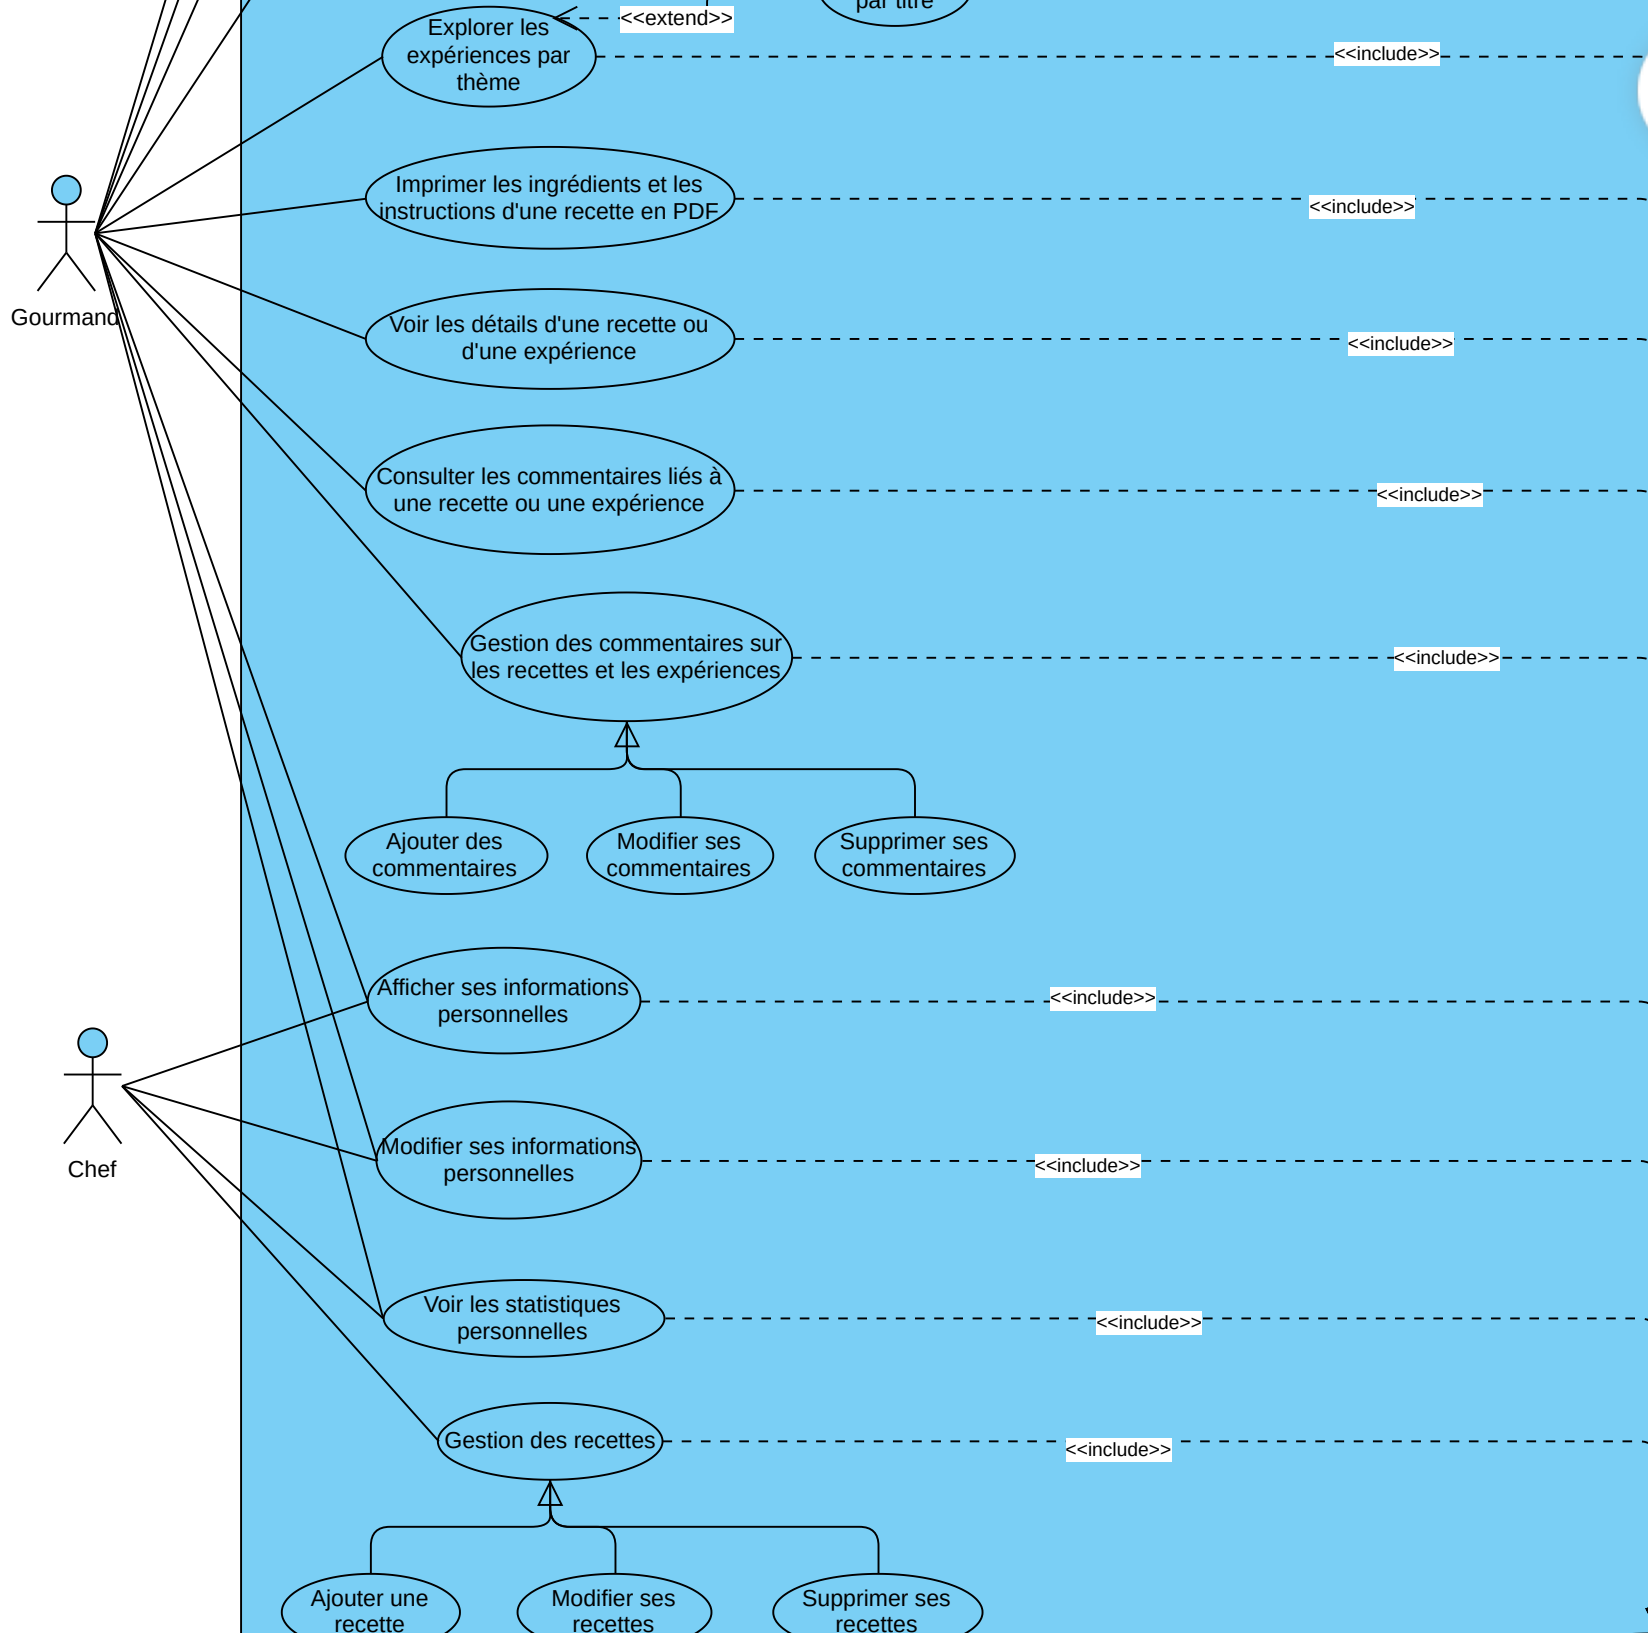 par titre
<<extend>>
Explorer les
expériences par
thème
<<include>>
Imprimer les ingrédients et les
instructions d'une recette en PDF
<<include>>
Gourmand
Voir les détails d'une recette ou
d'une expérience
<<include>>
Consulter les commentaires liés à
une recette ou une expérience
<<include>>
Gestion des commentaires sur
les recettes et les expériences
<<include>>
Ajouter des
commentaires
Modifier ses
commentaires
Supprimer ses
commentaires
Afficher ses informations
personnelles
<<include>>
Chef
Modifier ses informations
personnelles
<<include>>
Voir les statistiques
personnelles
<<include>>
Gestion des recettes
<<include>>
Ajouter une
recette
Modifier ses
recettes
Supprimer ses
recettes